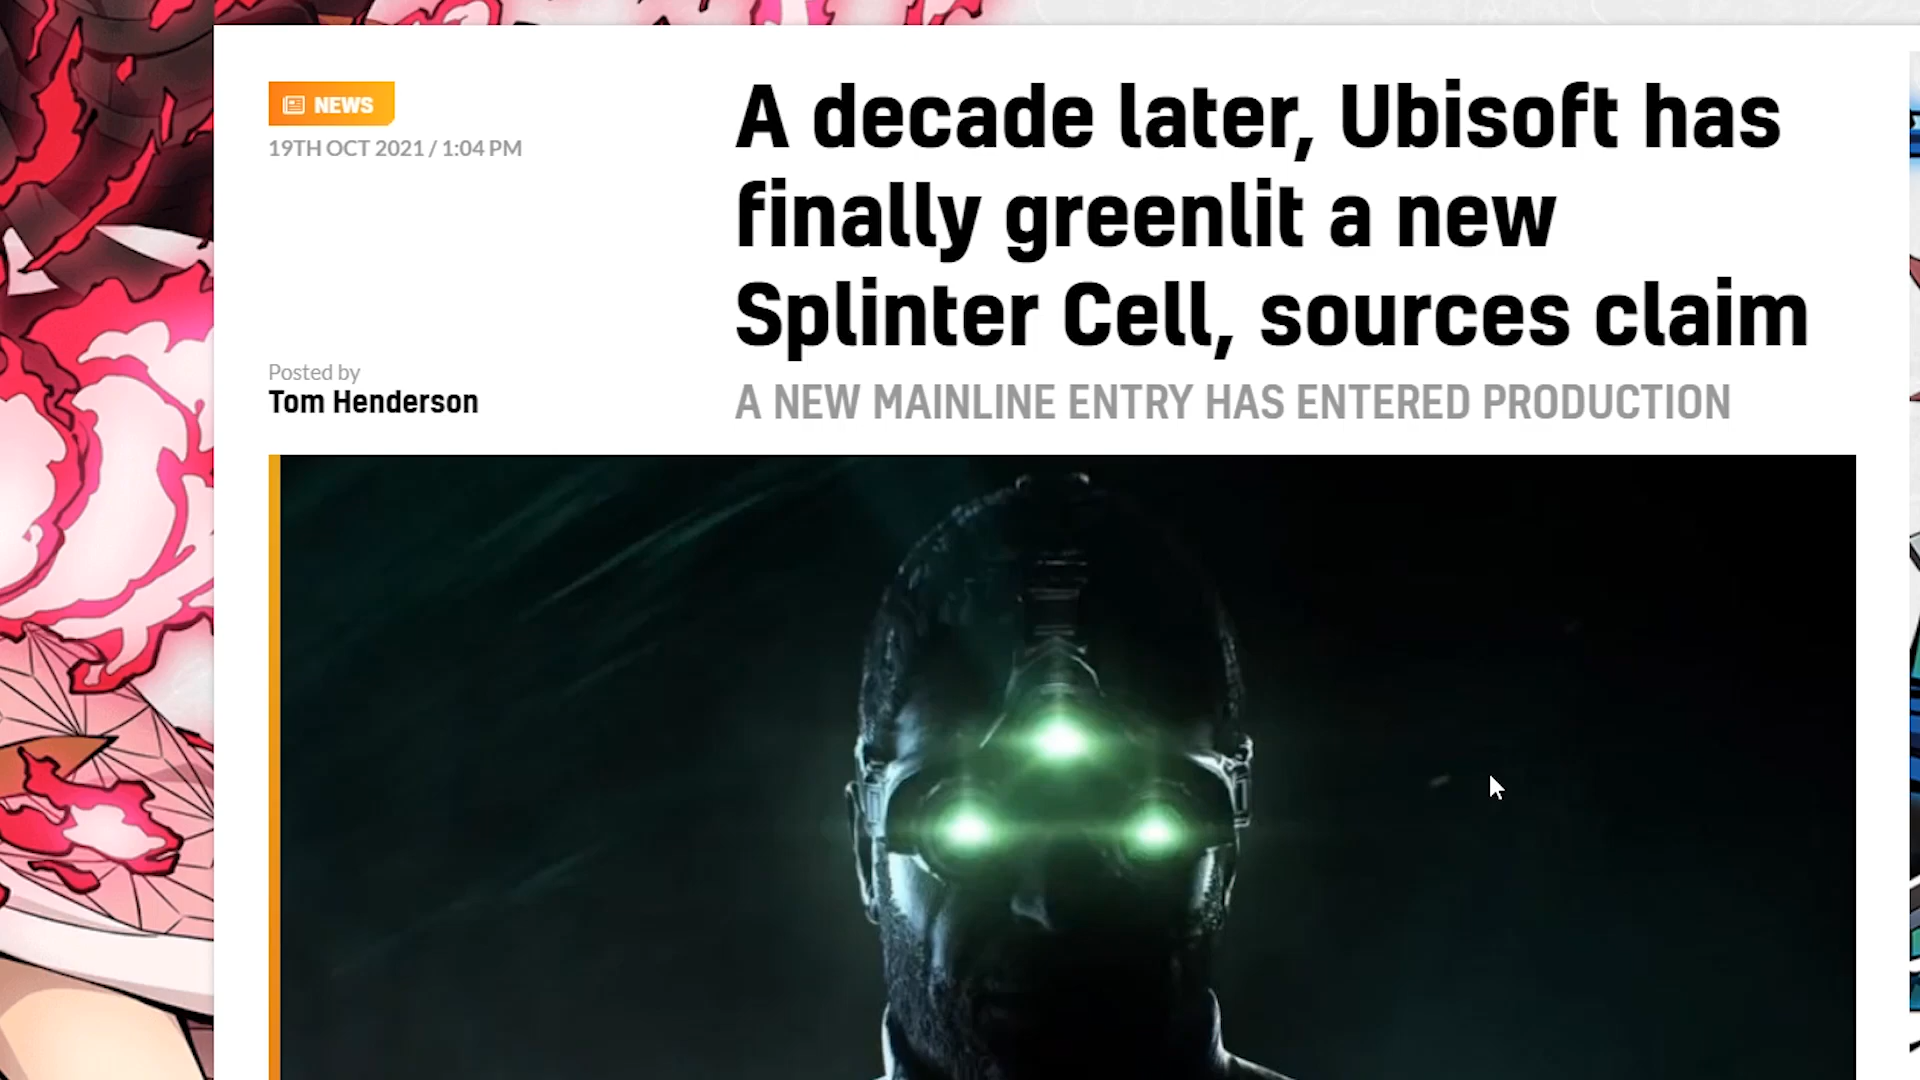 NEWS
19TH OCT 2021 / 1:04 PM
A decade later, Ubisoft has
finally greenlit a new
Splinter Cell, sources claim
Posted by
Tom Henderson
A NEW MAINLINE ENTRY HAS ENTERED PRODUCTION